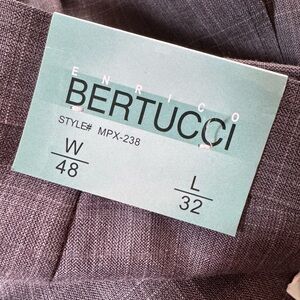 ENRICO
BERTUCCI
STYLE# MPX-238
W
48
L
32